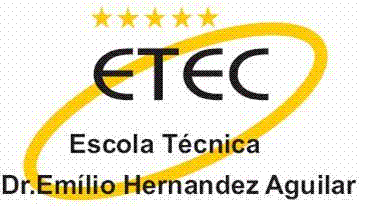 ETEC
Escola Técnica
Dr.Emílio Hernandez Aguilar